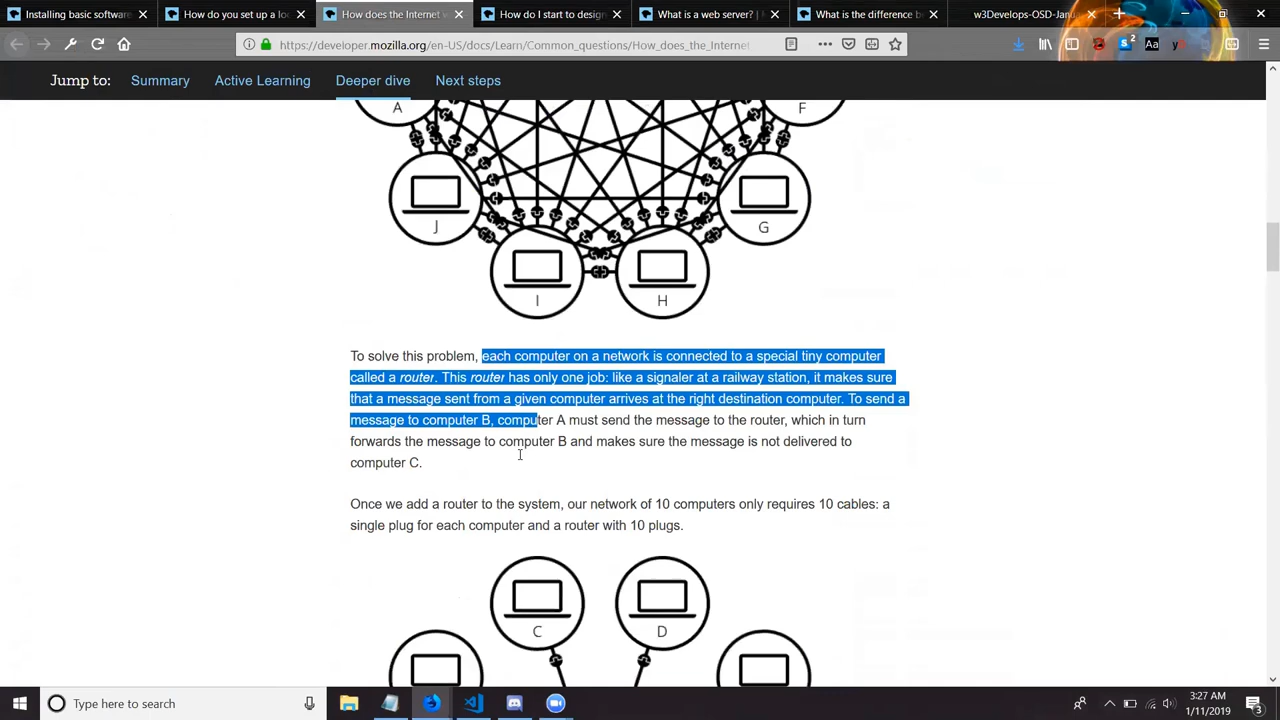 Installing basic software
How do you set up a lo
How does the Internet w
How do I start to design
What is a web server? |
What is the difference b
w3Develops-OSD-Janu
https://developer.mozilla.org/en-US/docs/Learn/Common_questions/How_does_the_Internet
2
Aa
Jump to:
Summary
Active Learning
Deeper dive
Next steps
A
F
J
G
I
H
To solve this problem, each computer on a network is connected to a special tiny computer
called a router. This router has only one job: like a signaler at a railway station, it makes sure
that a message sent from a given computer arrives at the right destination computer. To send a
message to computer B, computer A must send the message to the router, which in turn
forwards the message to computer B and makes sure the message is not delivered to
computer C.
Once we add a router to the system, our network of 10 computers only requires 10 cables: a
single plug for each computer and a router with 10 plugs.
C
D
Type here to search
3:27 AM
1/11/2019
3